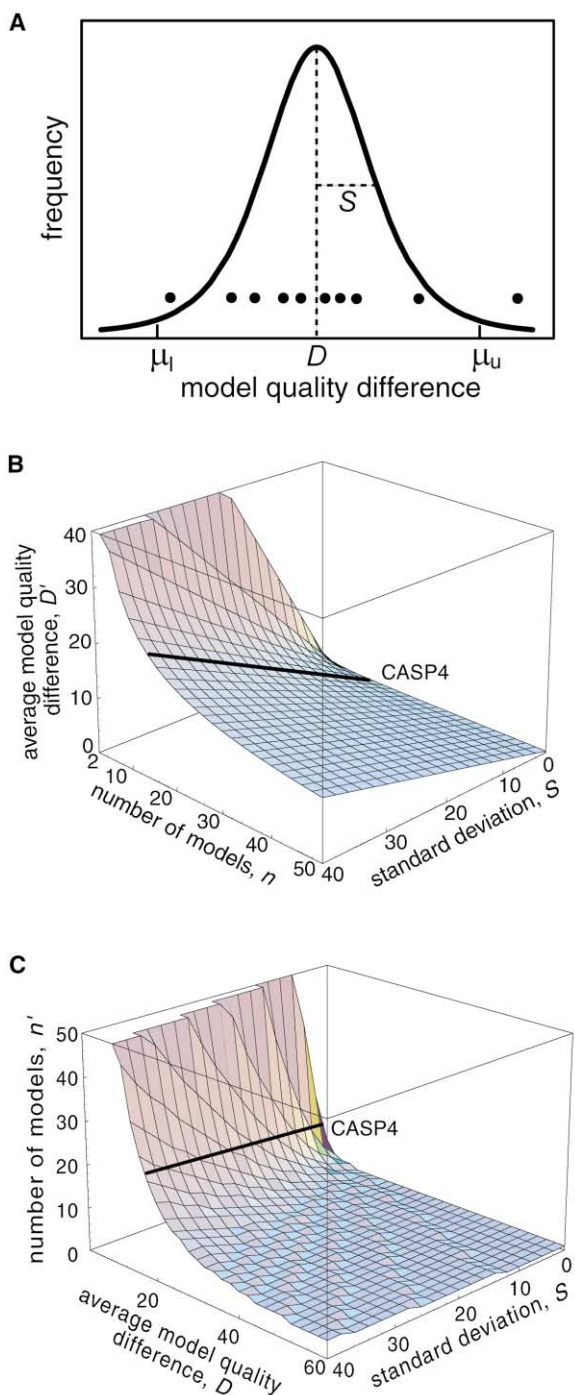 A
frequency
S
μl D μu
model quality difference
B
average model quality
difference, D'
40
30
20
10
0
CASP4
2
10
20
30
40
50
number of models, n
40
30
20
10
0
standard deviation, S
C
number of models, n'
50
40
30
20
10
0
CASP4
20
40
60
average model quality
difference, D
40
30
20
10
0
standard deviation, S